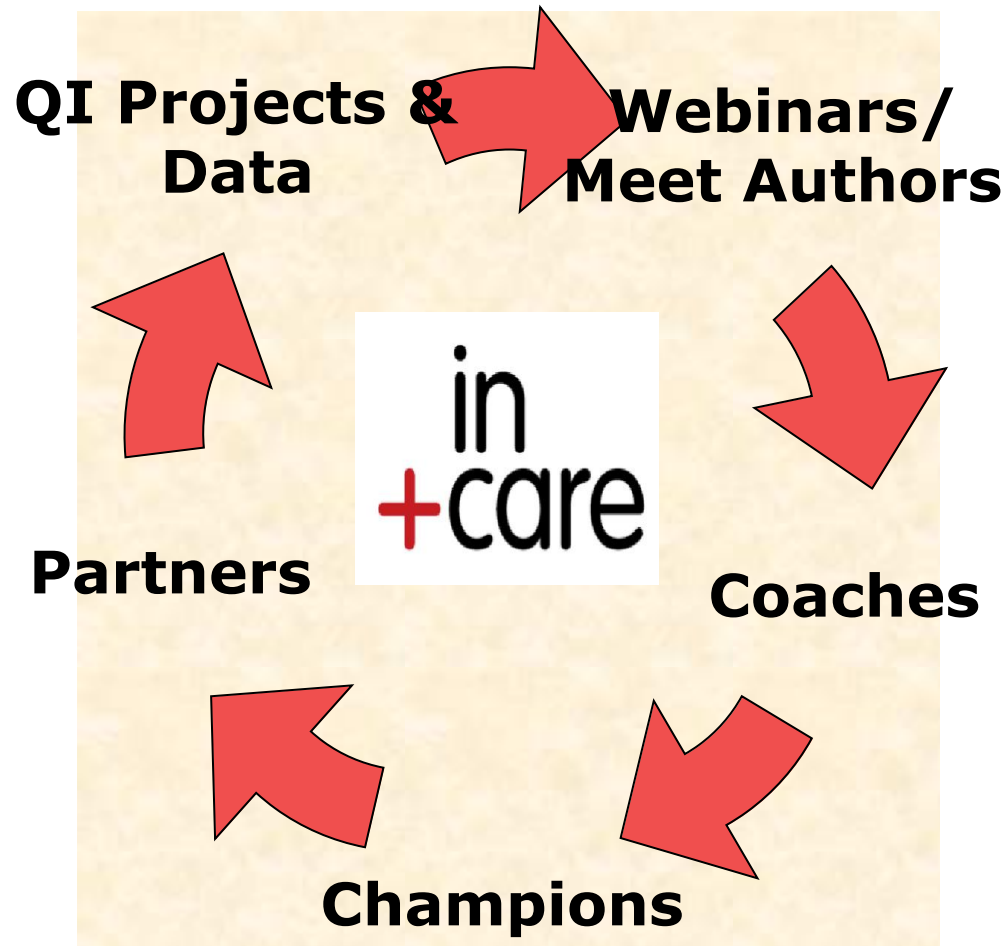 QI Projects &
Data
Webinars/
Meet Authors
in
+care
Partners
Coaches
Champions